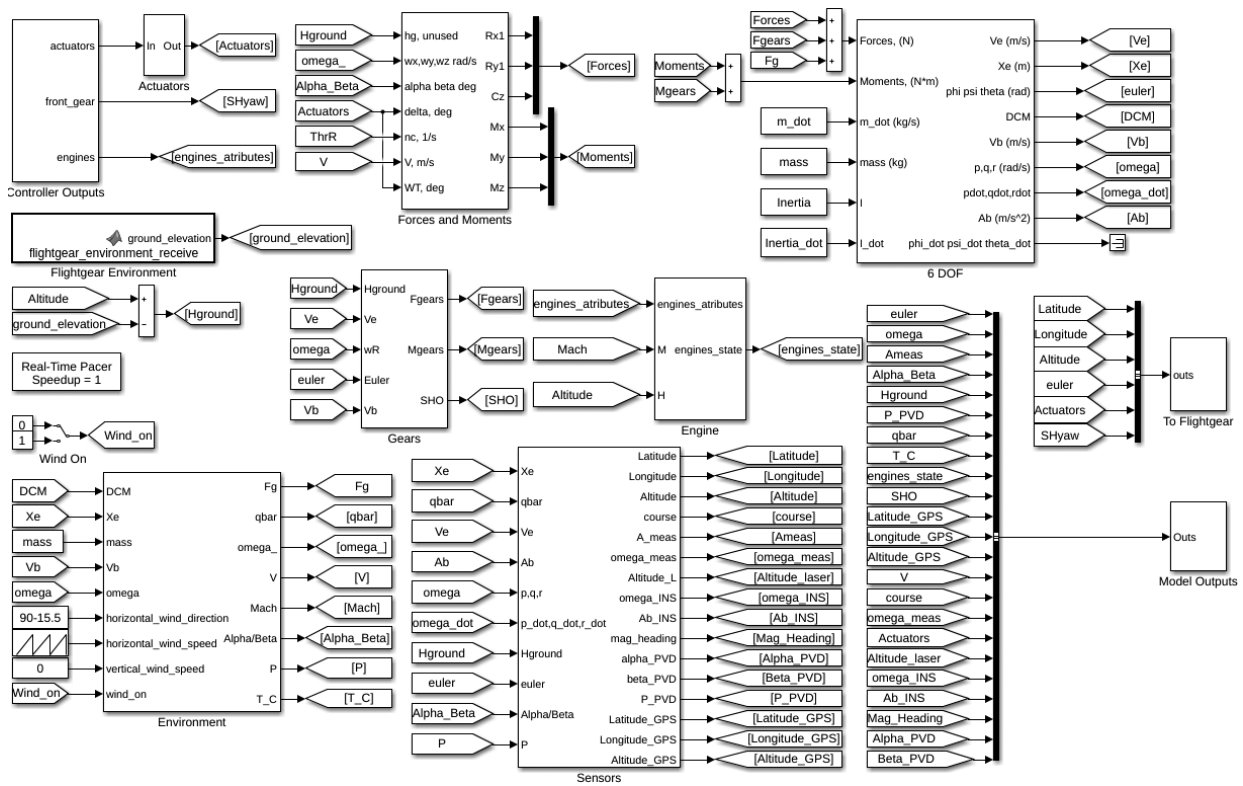 actuators
front_gear
engines
Controller Outputs
In Out
Actuators
[Actuators]
[SHyaw]
[engines_atributes]
Hground
omega_
Alpha_Beta
Actuators
ThrR
V
hg, unused
wx,wy,wz rad/s
alpha beta deg
delta, deg
nc, 1/s
V, m/s
WT, deg
Rx1
Ry1
Cz
Mx
My
Mz
Forces and Moments
[Forces]
[Moments]
Forces
Fgears
Fg
+
+
+
Moments
Mgears
+
+
m_dot
mass
Inertia
Inertia_dot
Forces, (N)
Moments, (N*m)
m_dot (kg/s)
mass (kg)
I
I_dot
Ve (m/s)
Xe (m)
phi psi theta (rad)
DCM
Vb (m/s)
p,q,r (rad/s)
pdot,qdot,rdot
Ab (m/s^2)
phi_dot psi_dot theta_dot
6 DOF
[Ve]
[Xe]
[euler]
[DCM]
[Vb]
[omega]
[omega_dot]
[Ab]
ground_elevation
flightgear_environment_receive
Flightgear Environment
[ground_elevation]
Altitude
ground_elevation
+
−
[Hground]
Real-Time Pacer
Speedup = 1
0
1
Wind On
Wind_on
Hground
Ve
omega
euler
Vb
Hground
Ve
wR
Euler
Vb
Fgears
Mgears
SHO
Gears
[Fgears]
[Mgears]
[SHO]
engines_atributes
Mach
Altitude
engines_atributes
M
H
engines_state
Engine
[engines_state]
DCM
Xe
mass
Vb
omega
90-15.5
0
Wind_on
DCM
Xe
mass
Vb
omega
horizontal_wind_direction
horizontal_wind_speed
vertical_wind_speed
wind_on
Fg
qbar
omega_
V
Mach
Alpha/Beta
P
T_C
Environment
Fg
[qbar]
[omega_]
[V]
[Mach]
[Alpha_Beta]
[P]
[T_C]
Xe
qbar
Ve
Ab
omega
omega_dot
Hground
euler
Alpha_Beta
P
Xe
qbar
Ve
Ab
p,q,r
p_dot,q_dot,r_dot
Hground
euler
Alpha/Beta
P
Latitude
Longitude
Altitude
course
A_meas
omega_meas
Altitude_L
omega_INS
Ab_INS
mag_heading
alpha_PVD
beta_PVD
P_PVD
Latitude_GPS
Longitude_GPS
Altitude_GPS
Sensors
[Latitude]
[Longitude]
[Altitude]
[course]
[Ameas]
[omega_meas]
[Altitude_laser]
[omega_INS]
[Ab_INS]
[Mag_Heading]
[Alpha_PVD]
[Beta_PVD]
[P_PVD]
[Latitude_GPS]
[Longitude_GPS]
[Altitude_GPS]
euler
omega
Ameas
Alpha_Beta
Hground
P_PVD
qbar
T_C
engines_state
SHO
Latitude_GPS
Longitude_GPS
Altitude_GPS
V
course
omega_meas
Actuators
Altitude_laser
omega_INS
Ab_INS
Mag_Heading
Alpha_PVD
Beta_PVD
Latitude
Longitude
Altitude
euler
Actuators
SHyaw
outs
To Flightgear
Outs
Model Outputs